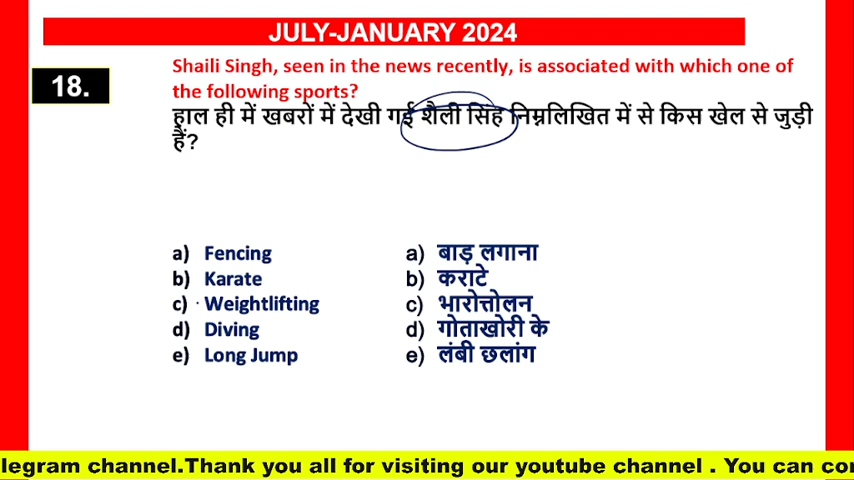 JULY-JANUARY 2024
18.
Shaili Singh, seen in the news recently, is associated with which one of
the following sports?
हाल ही में खबरों में देखी गई शैली सिंह निम्नलिखित में से किस खेल से जुड़ी
हैं?
a) Fencing
b) Karate
c) Weightlifting
d) Diving
e) Long Jump
a) बाड़ लगाना
b) कराटे
c) भारोत्तोलन
d) गोताखोरी के
e) लंबी छलांग
legram channel.Thank you all for visiting our youtube channel . You can con